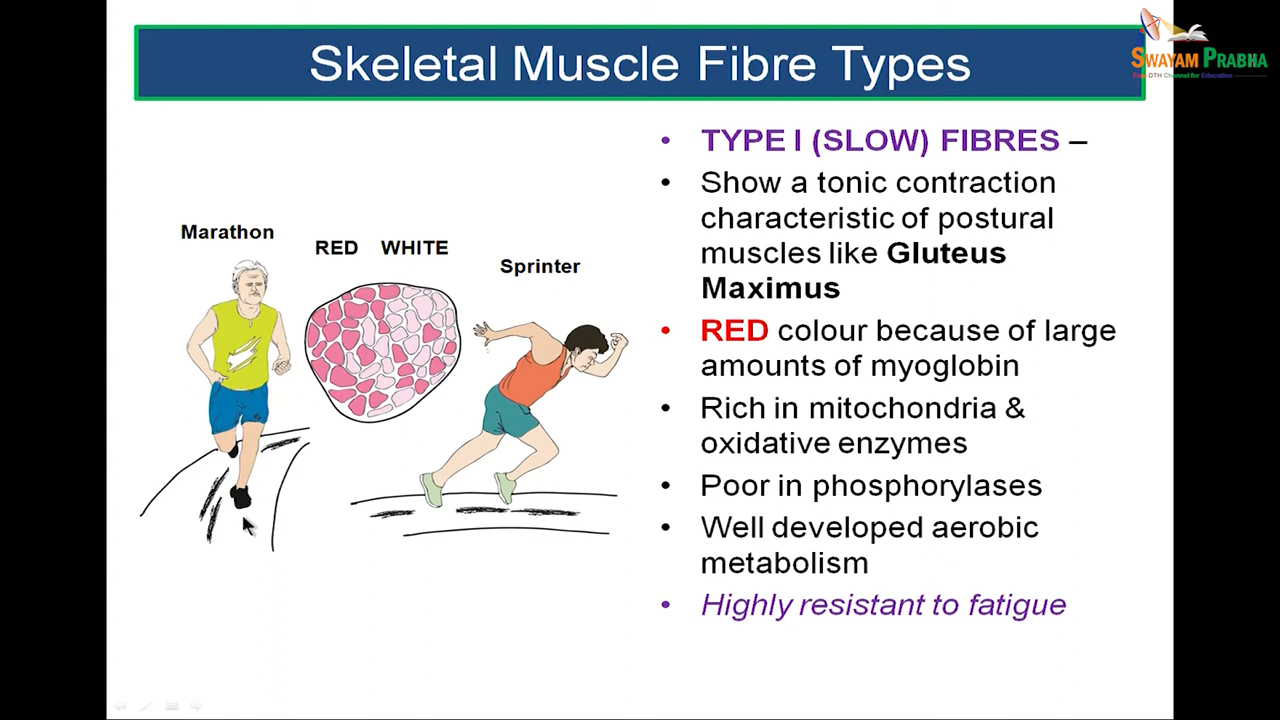 Skeletal Muscle Fibre Types
SWAYAM PRABHA
Free DTH Channel for Education
• TYPE I (SLOW) FIBRES –
• Show a tonic contraction
characteristic of postural
muscles like Gluteus
Maximus
• RED colour because of large
amounts of myoglobin
• Rich in mitochondria &
oxidative enzymes
• Poor in phosphorylases
• Well developed aerobic
metabolism
• Highly resistant to fatigue
Marathon
RED WHITE
Sprinter